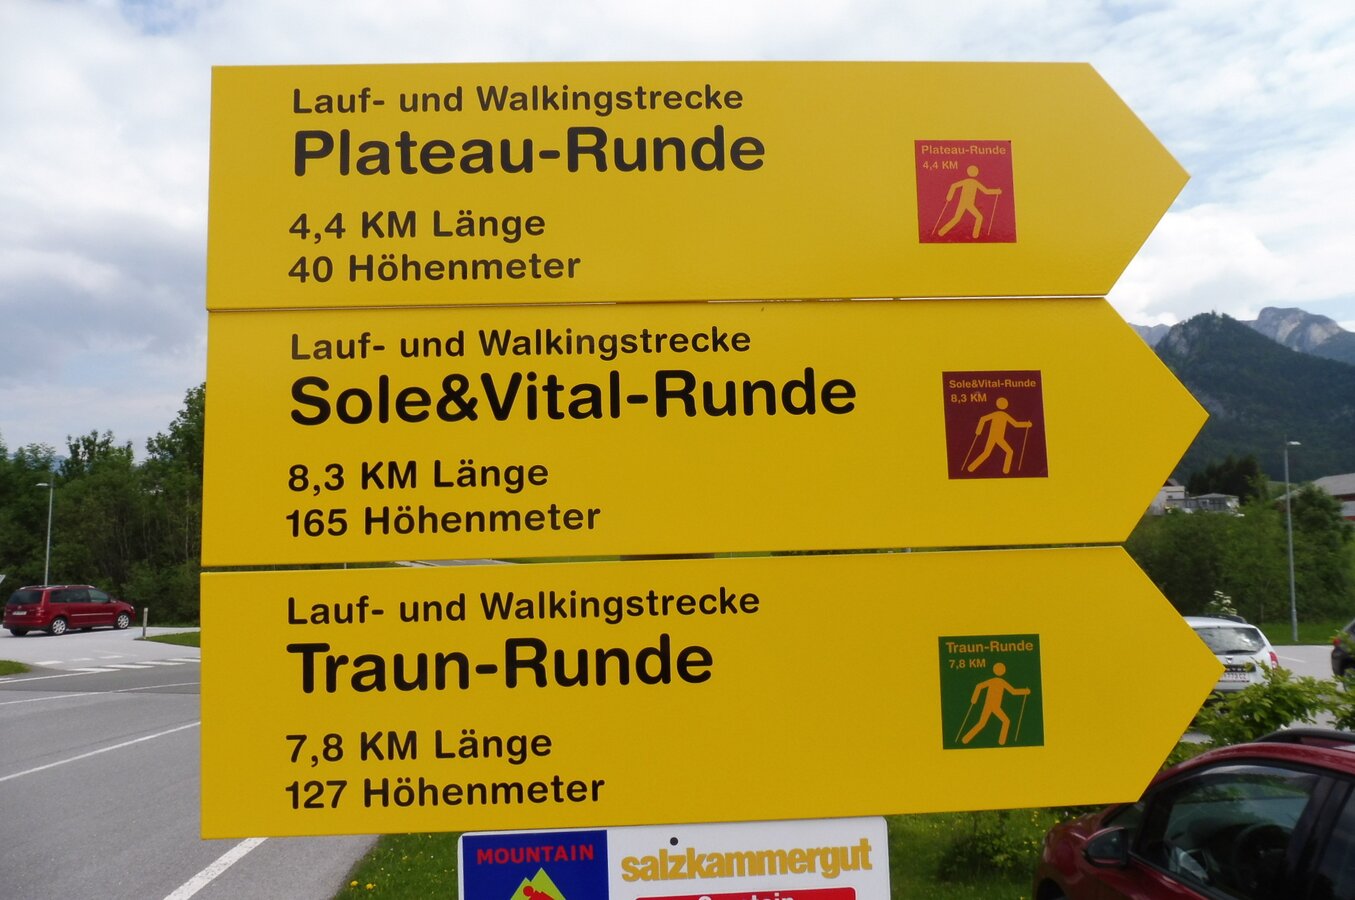 Lauf- und Walkingstrecke
Plateau-Runde
4,4 KM Länge
40 Höhenmeter
Plateau-Runde
4,4 KM
Lauf- und Walkingstrecke
Sole&Vital-Runde
8,3 KM Länge
165 Höhenmeter
Sole&Vital-Runde
8,3 KM
Lauf- und Walkingstrecke
Traun-Runde
7,8 KM Länge
127 Höhenmeter
Traun-Runde
7,8 KM
MOUNTAIN
salzkammergut